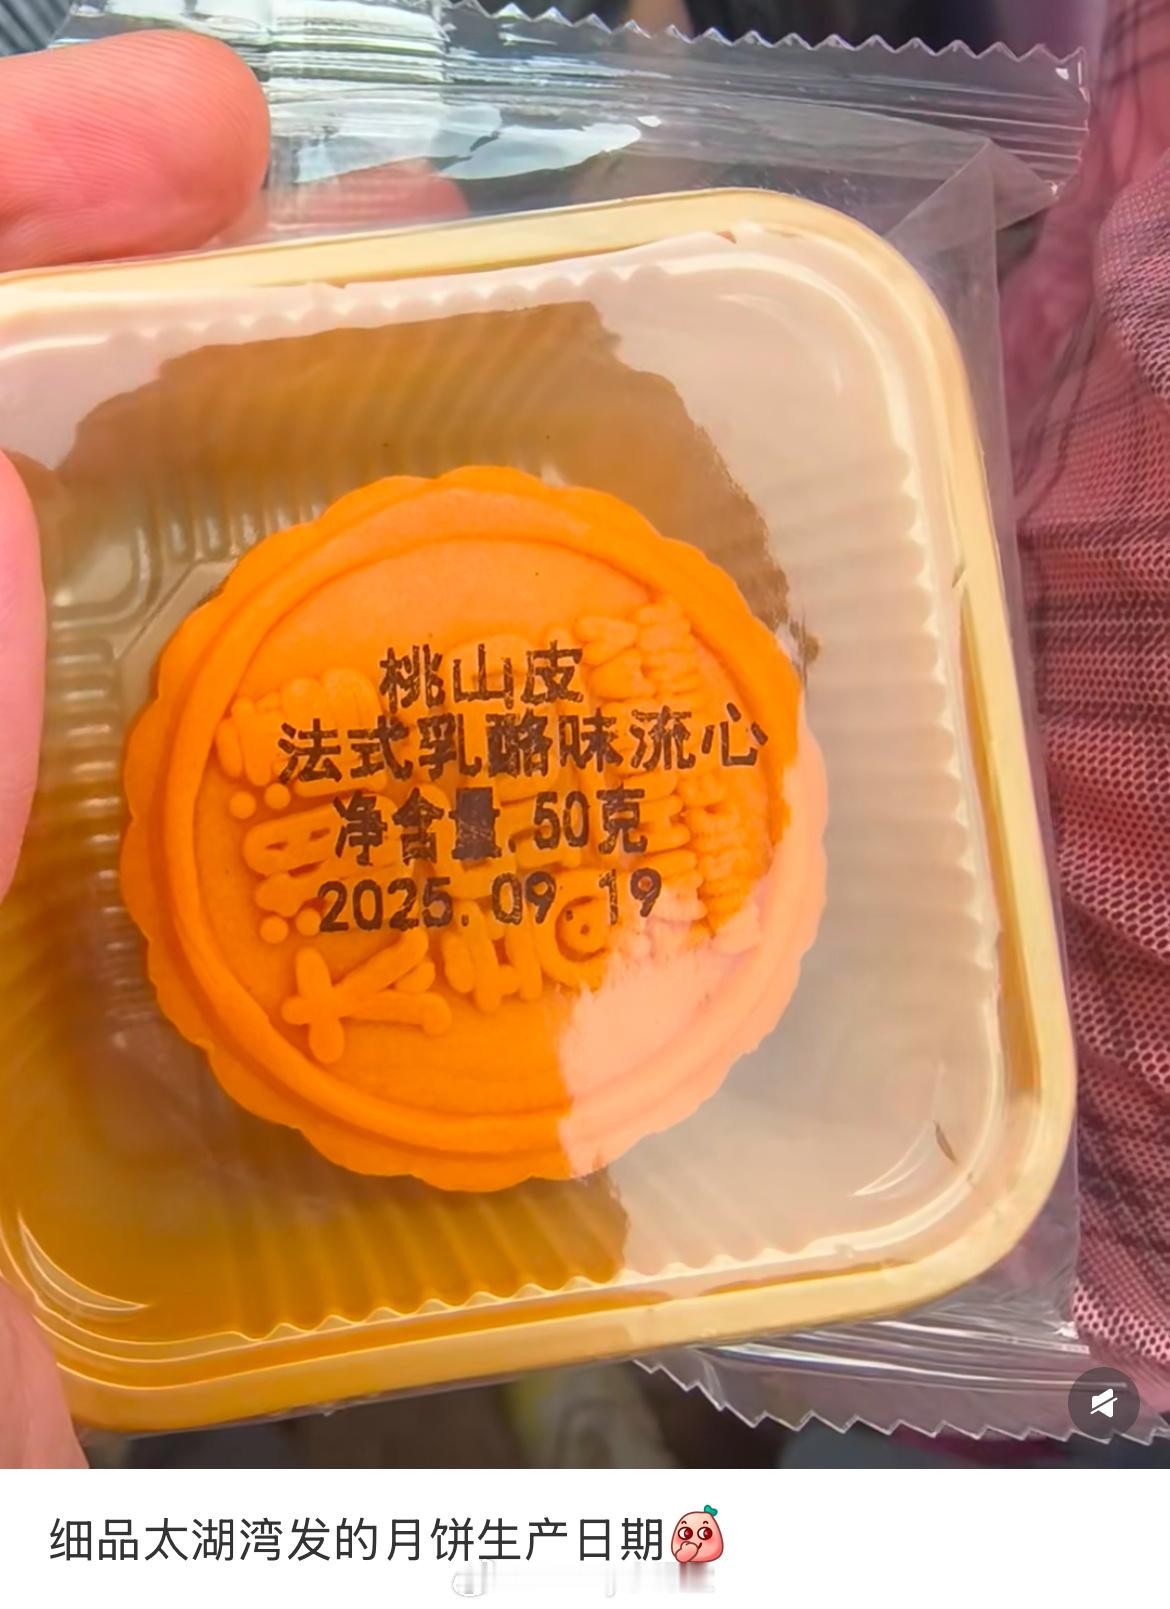 桃山皮
法式乳酪味流心
净含量.50克
2025.09.19
细品太湖湾发的月饼生产日期